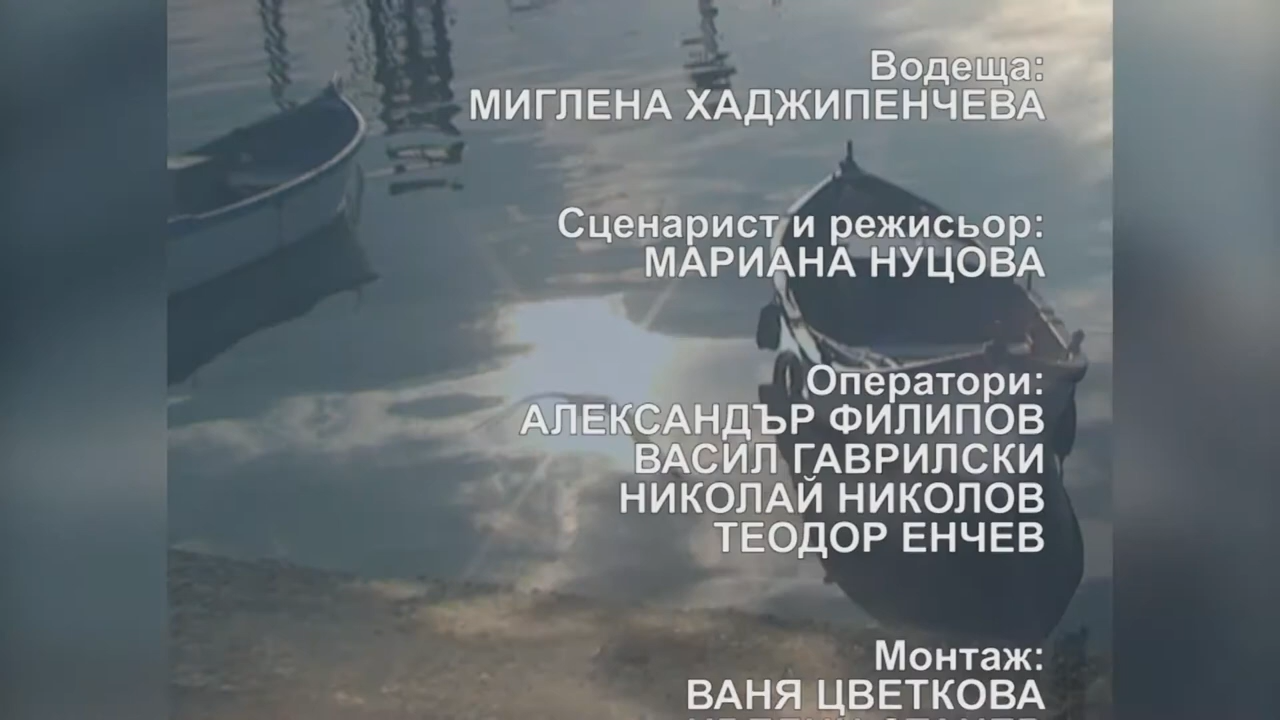 Водеща:
МИГЛЕНА ХАДЖИПЕНЧЕВА
Сценарист и режисьор:
МАРИАНА НУЦОВА
Оператори:
АЛЕКСАНДЪР ФИЛИПОВ
ВАСИЛ ГАВРИЛСКИ
НИКОЛАЙ НИКОЛОВ
ТЕОДОР ЕНЧЕВ
Монтаж:
ВАНЯ ЦВЕТКОВА